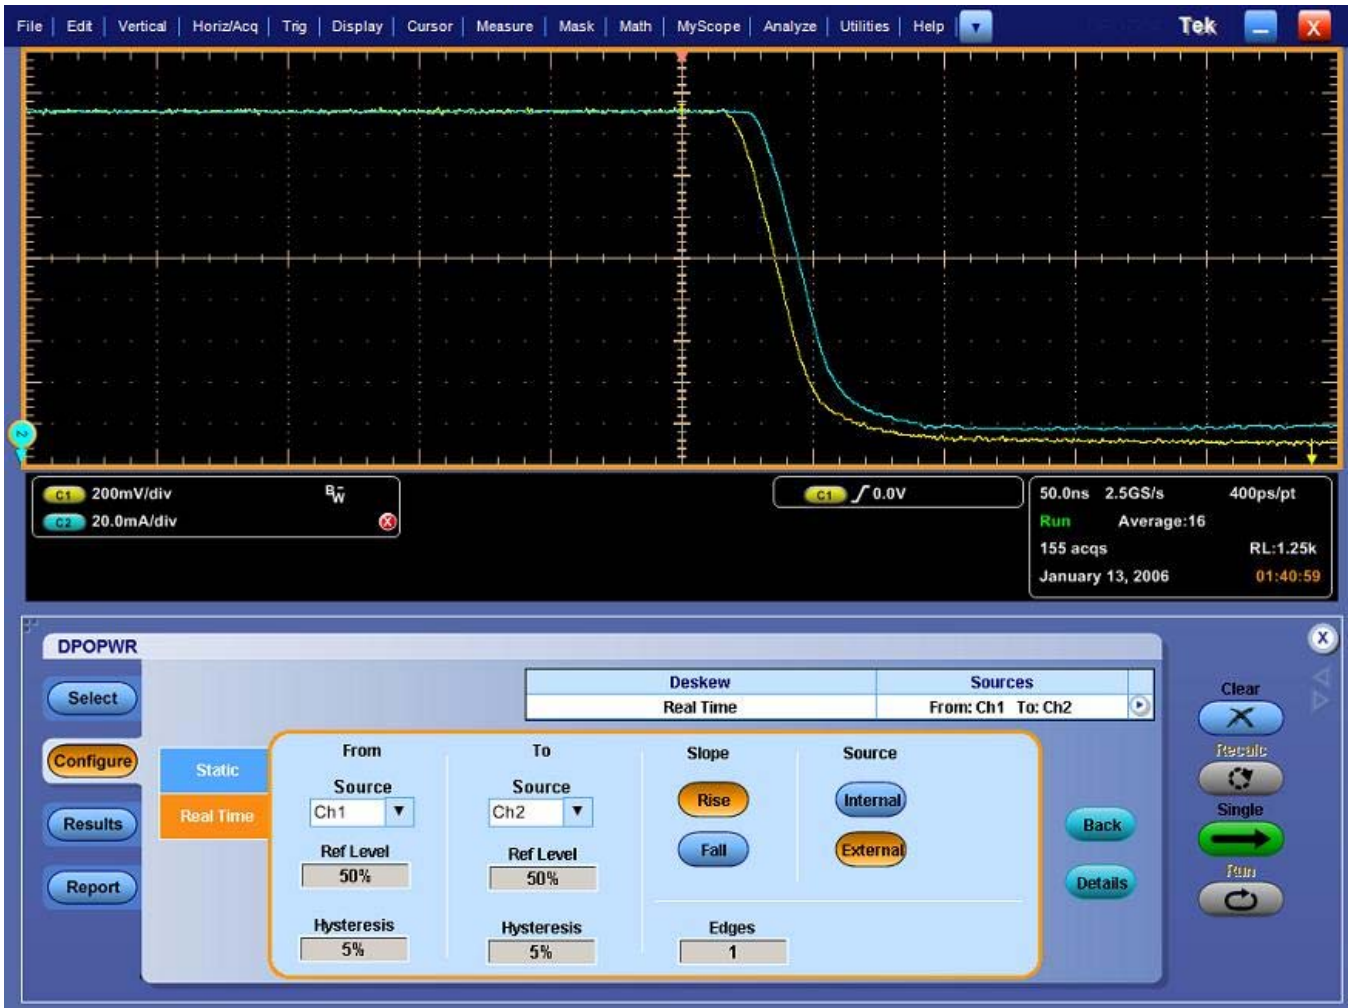 File | Edit | Vertical | Horiz/Acq | Trig | Display | Cursor | Measure | Mask | Math | MyScope | Analyze | Utilities | Help | Tek X
2
C1 200mV/div Bw
C2 20.0mA/div
C1 0.0V
50.0ns 2.5GS/s 400ps/pt
Run Average:16
155 acqs RL:1.25k
January 13, 2006 01:40:59
DPOPWR
X
Deskew Sources
Real Time From: Ch1 To: Ch2
Select
Configure
Results
Report
Static
Real Time
From
Source
Ch1
Ref Level
50%
Hysteresis
5%
To
Source
Ch2
Ref Level
50%
Hysteresis
5%
Slope
Rise
Fall
Source
Internal
External
Edges
1
Back
Details
Clear
Recalc
Single
Run